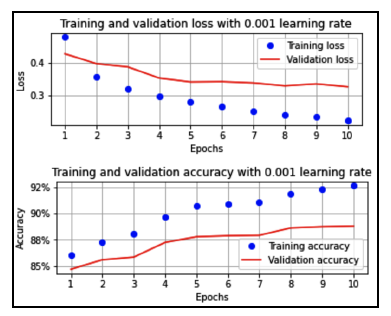 Training and validation loss with 0.001 learning rate
Training loss
Validation loss
0.4
0.3
Loss
1 2 3 4 5 6 7 8 9 10
Epochs
Training and validation accuracy with 0.001 learning rate
92%
90%
88%
85%
Accuracy
Training accuracy
Validation accuracy
1 2 3 4 5 6 7 8 9 10
Epochs